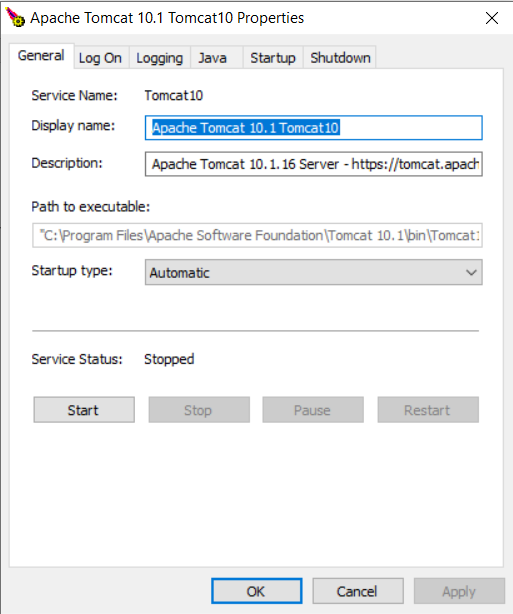 Apache Tomcat 10.1 Tomcat10 Properties
General Log On Logging Java Startup Shutdown
Service Name: Tomcat10
Display name: Apache Tomcat 10.1 Tomcat10
Description: Apache Tomcat 10.1.16 Server - https://tomcat.apach
Path to executable:
"C:\Program Files\Apache Software Foundation\Tomcat 10.1\bin\Tomcat1
Startup type: Automatic
Service Status: Stopped
Start Stop Pause Restart
OK Cancel Apply